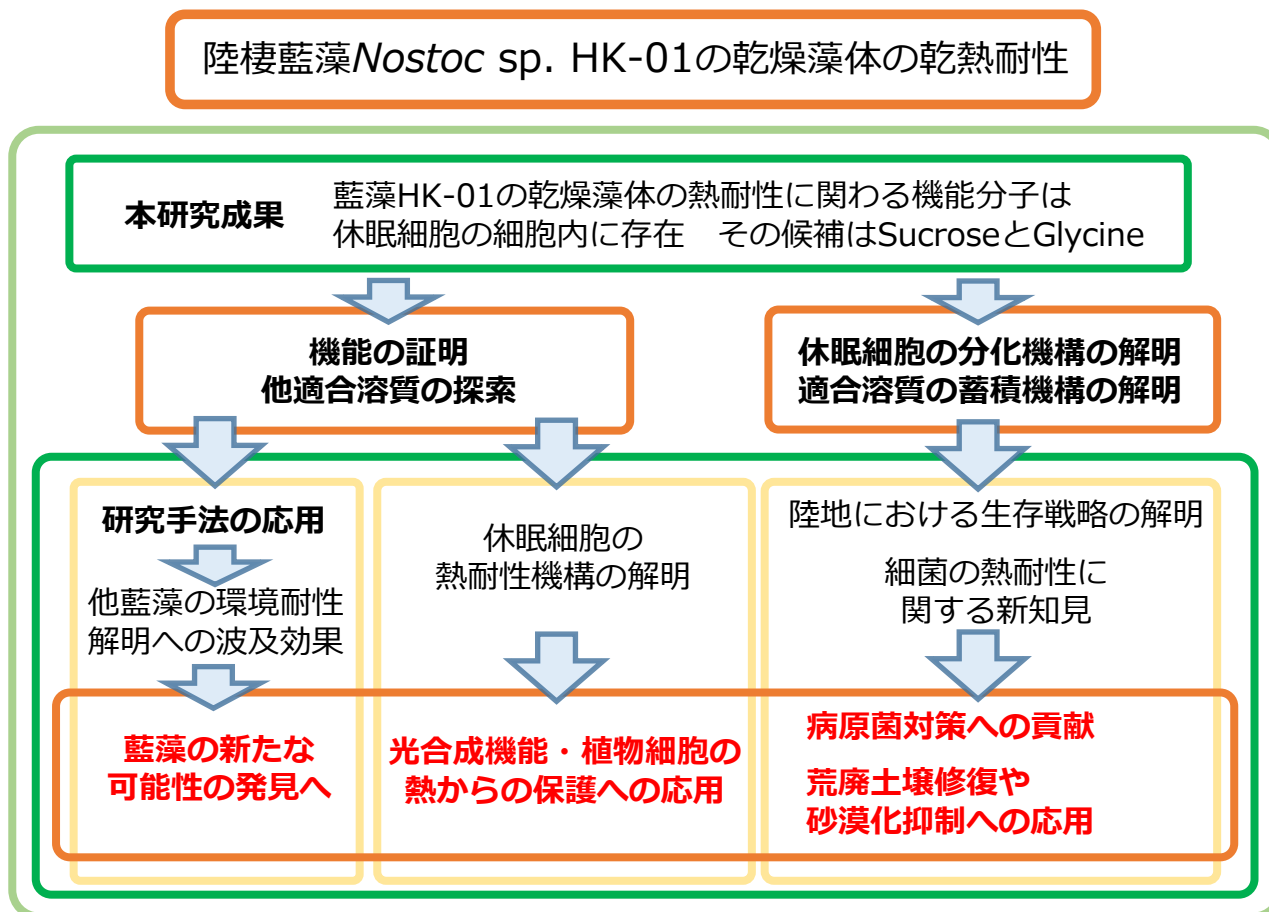 陸棲藍藻Nostoc sp. HK-01の乾燥藻体の乾熱耐性
本研究成果
藍藻HK-01の乾燥藻体の熱耐性に関わる機能分子は
休眠細胞の細胞内に存在　その候補はSucroseとGlycine
機能の証明
他適合溶質の探索
休眠細胞の分化機構の解明
適合溶質の蓄積機構の解明
研究手法の応用
他藍藻の環境耐性
解明への波及効果
藍藻の新たな
可能性の発見へ
休眠細胞の
熱耐性機構の解明
光合成機能・植物細胞の
熱からの保護への応用
陸地における生存戦略の解明
細菌の熱耐性に
関する新知見
病原菌対策への貢献
荒廃土壌修復や
砂漠化抑制への応用